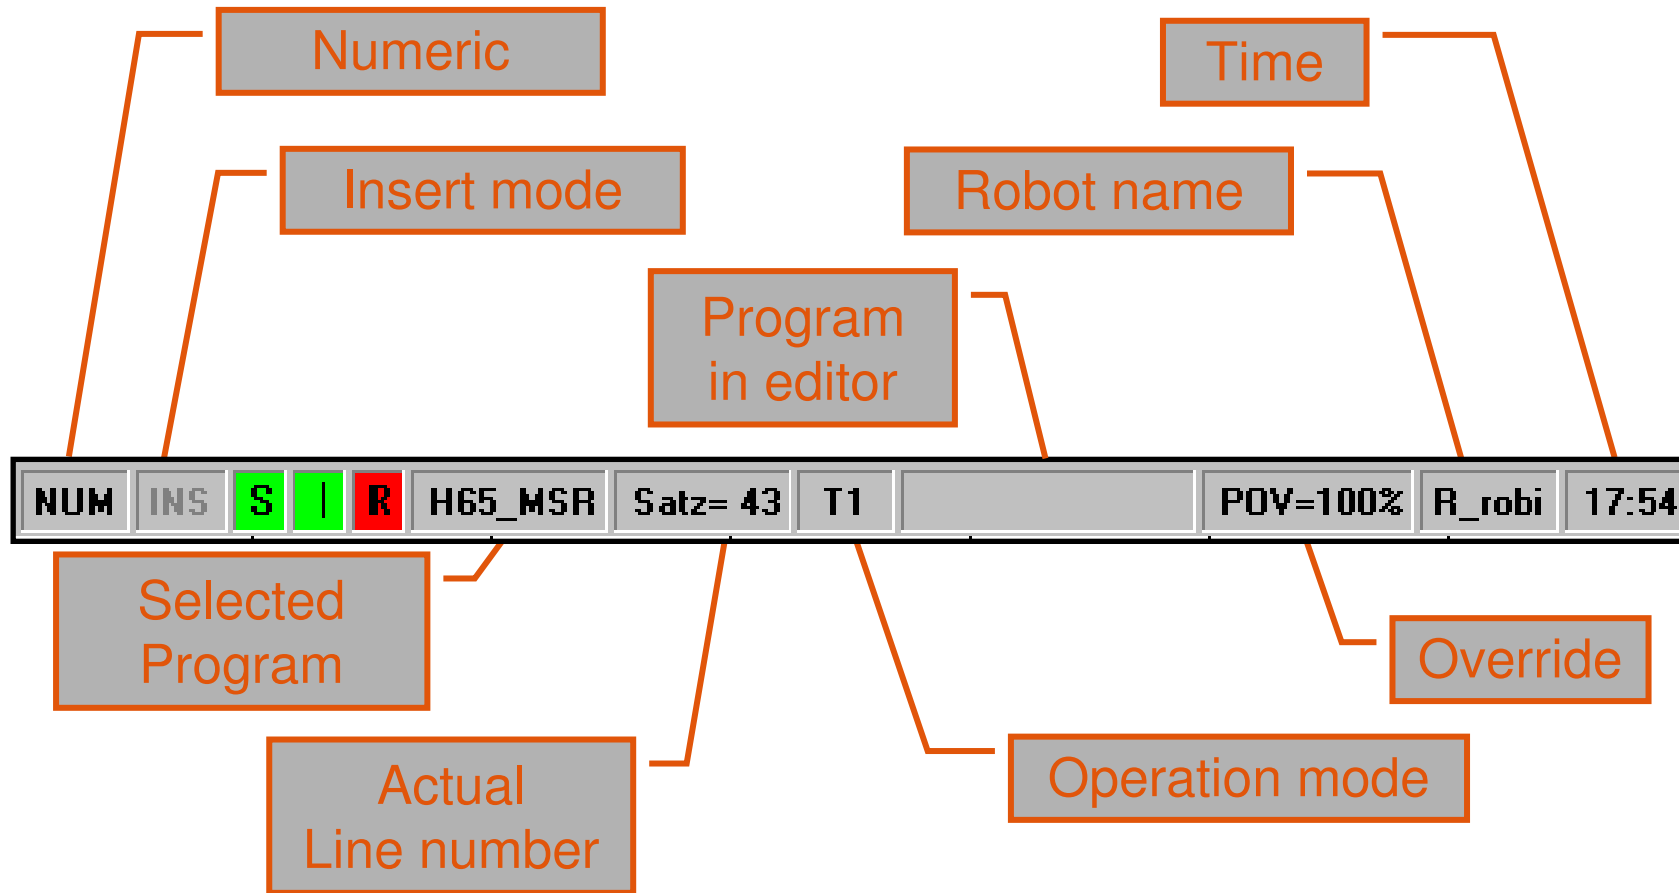 Numeric
Time
Insert mode
Robot name
Program
in editor
NUM INS S | R H65_MSR Satz= 43 T1 POV=100% R_robi 17:54
Selected
Program
Override
Actual
Line number
Operation mode